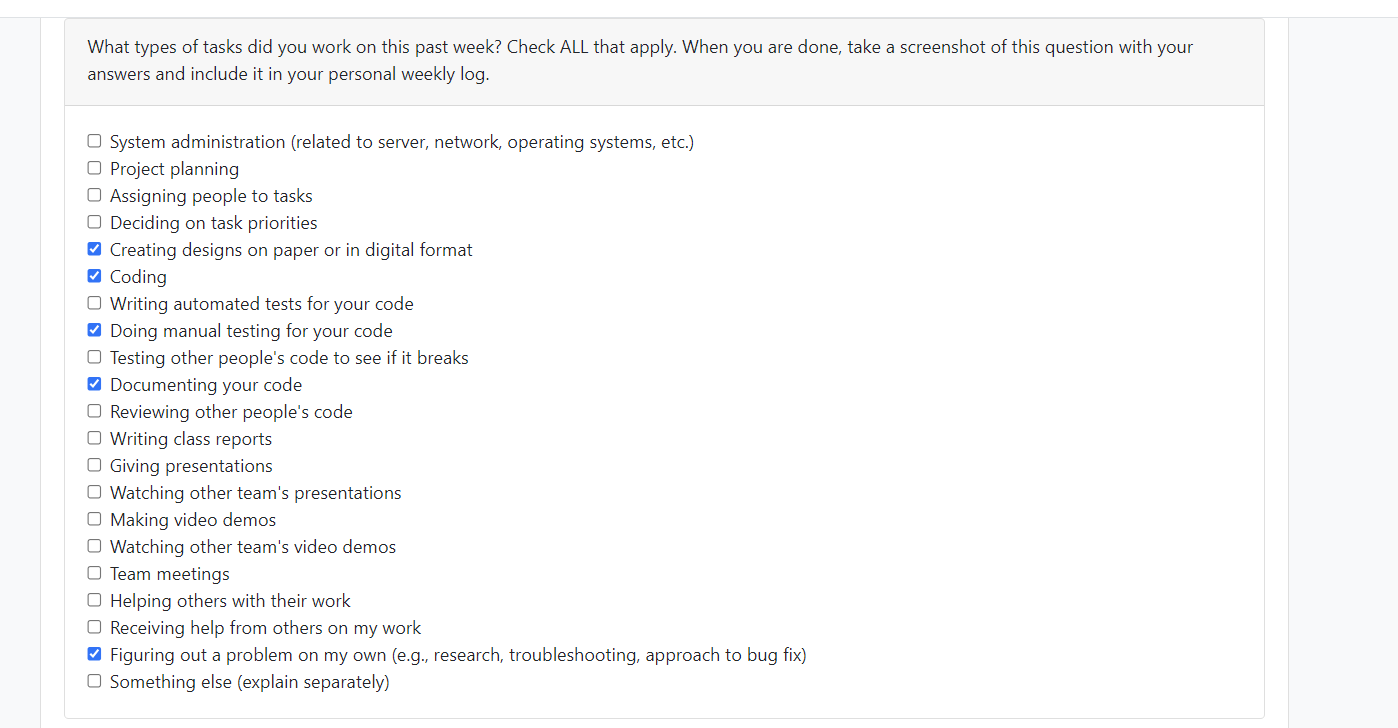 What types of tasks did you work on this past week? Check ALL that apply. When you are done, take a screenshot of this question with your
answers and include it in your personal weekly log.
System administration (related to server, network, operating systems, etc.)
Project planning
Assigning people to tasks
Deciding on task priorities
Creating designs on paper or in digital format
Coding
Writing automated tests for your code
Doing manual testing for your code
Testing other people's code to see if it breaks
Documenting your code
Reviewing other people's code
Writing class reports
Giving presentations
Watching other team's presentations
Making video demos
Watching other team's video demos
Team meetings
Helping others with their work
Receiving help from others on my work
Figuring out a problem on my own (e.g., research, troubleshooting, approach to bug fix)
Something else (explain separately)